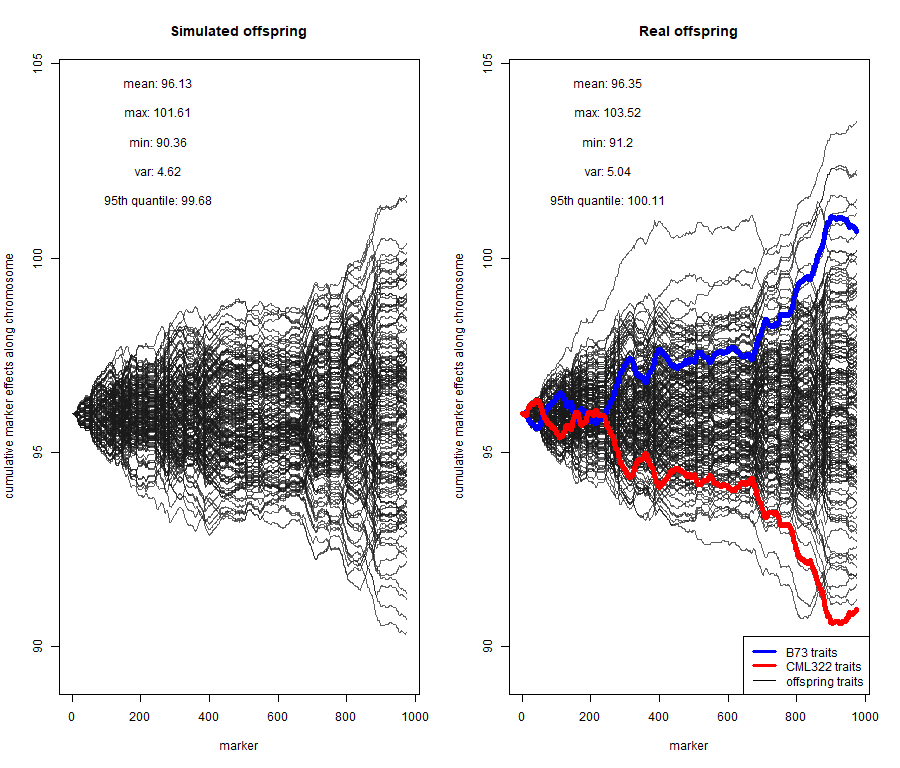 Simulated offspring
mean: 96.13
max: 101.61
min: 90.36
var: 4.62
95th quantile: 99.68
cumulative marker effects along chromosome
105
100
95
90
0 200 400 600 800 1000
marker
Real offspring
mean: 96.35
max: 103.52
min: 91.2
var: 5.04
95th quantile: 100.11
cumulative marker effects along chromosome
105
100
95
90
B73 traits
CML322 traits
offspring traits
0 200 400 600 800 1000
marker